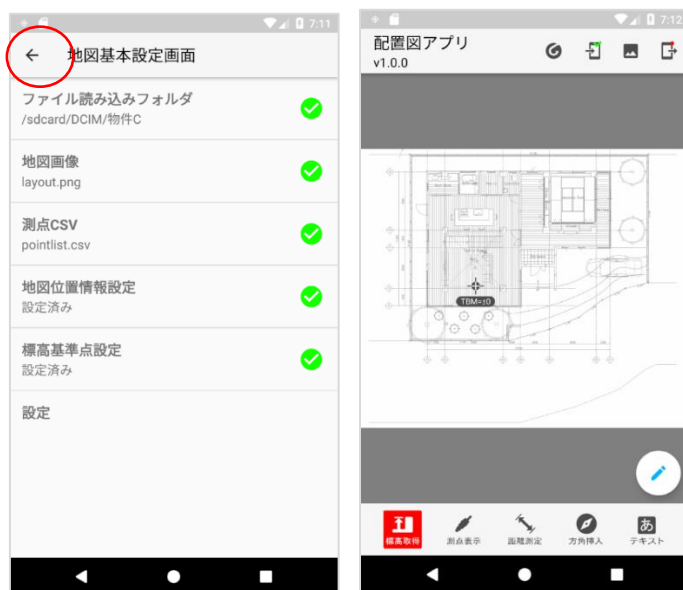 7:11
地図基本設定画面
ファイル読み込みフォルダ
/sdcard/DCIM/物件C
地図画像
layout.png
測点CSV
pointlist.csv
地図位置情報設定
設定済み
標高基準点設定
設定済み
設定
7:12
配置図アプリ
v1.0.0
TBM=±0
標高取得
測点表示
距離測定
方角挿入
あ
テキスト